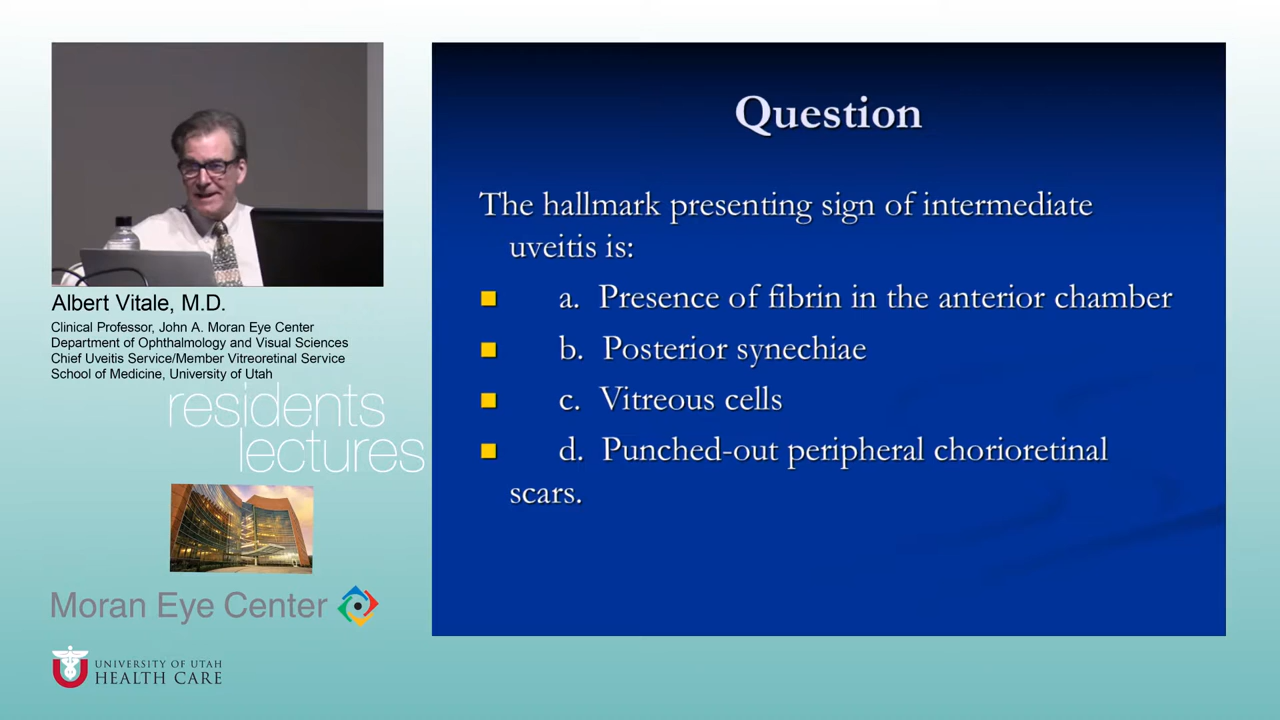 Albert Vitale, M.D.
Clinical Professor, John A. Moran Eye Center
Department of Ophthalmology and Visual Sciences
Chief Uveitis Service/Member Vitreoretinal Service
School of Medicine, University of Utah
residents
lectures
Moran Eye Center
UNIVERSITY OF UTAH
HEALTH CARE
Question
The hallmark presenting sign of intermediate
uveitis is:
a. Presence of fibrin in the anterior chamber
b. Posterior synechiae
c. Vitreous cells
d. Punched-out peripheral chorioretinal
scars.